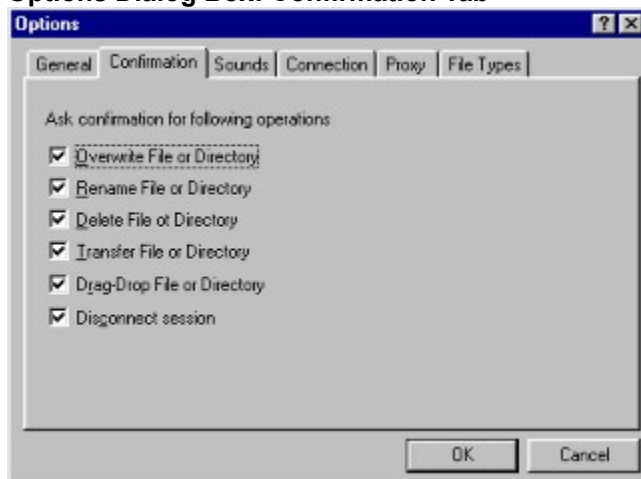 Options Dialog Box: Confirmation Tab
Options
General Confirmation Sounds Connection Proxy File Types
Ask confirmation for following operations
Overwrite File or Directory
Rename File or Directory
Delete File ot Directory
Transfer File or Directory
Drag-Drop File or Directory
Disconnect session
OK Cancel